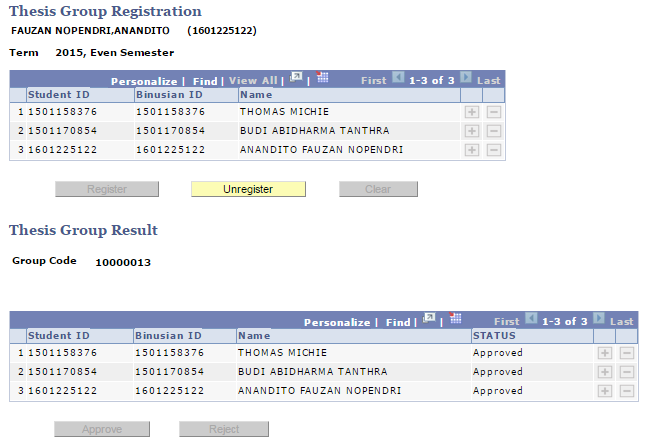 Thesis Group Registration
FAUZAN NOPENDRI,ANANDITO (1601225122)
Term 2015, Even Semester
Personalize | Find | View All | | First 1-3 of 3 Last
Student ID Binusian ID Name
1 1501158376 1501158376 THOMAS MICHIE
2 1501170854 1501170854 BUDI ABIDHARMA TANTHRA
3 1601225122 1601225122 ANANDITO FAUZAN NOPENDRI
Register Unregister Clear
Thesis Group Result
Group Code 10000013
Personalize | Find | | First 1-3 of 3 Last
Student ID Binusian ID Name STATUS
1 1501158376 1501158376 THOMAS MICHIE Approved
2 1501170854 1501170854 BUDI ABIDHARMA TANTHRA Approved
3 1601225122 1601225122 ANANDITO FAUZAN NOPENDRI Approved
Approve Reject